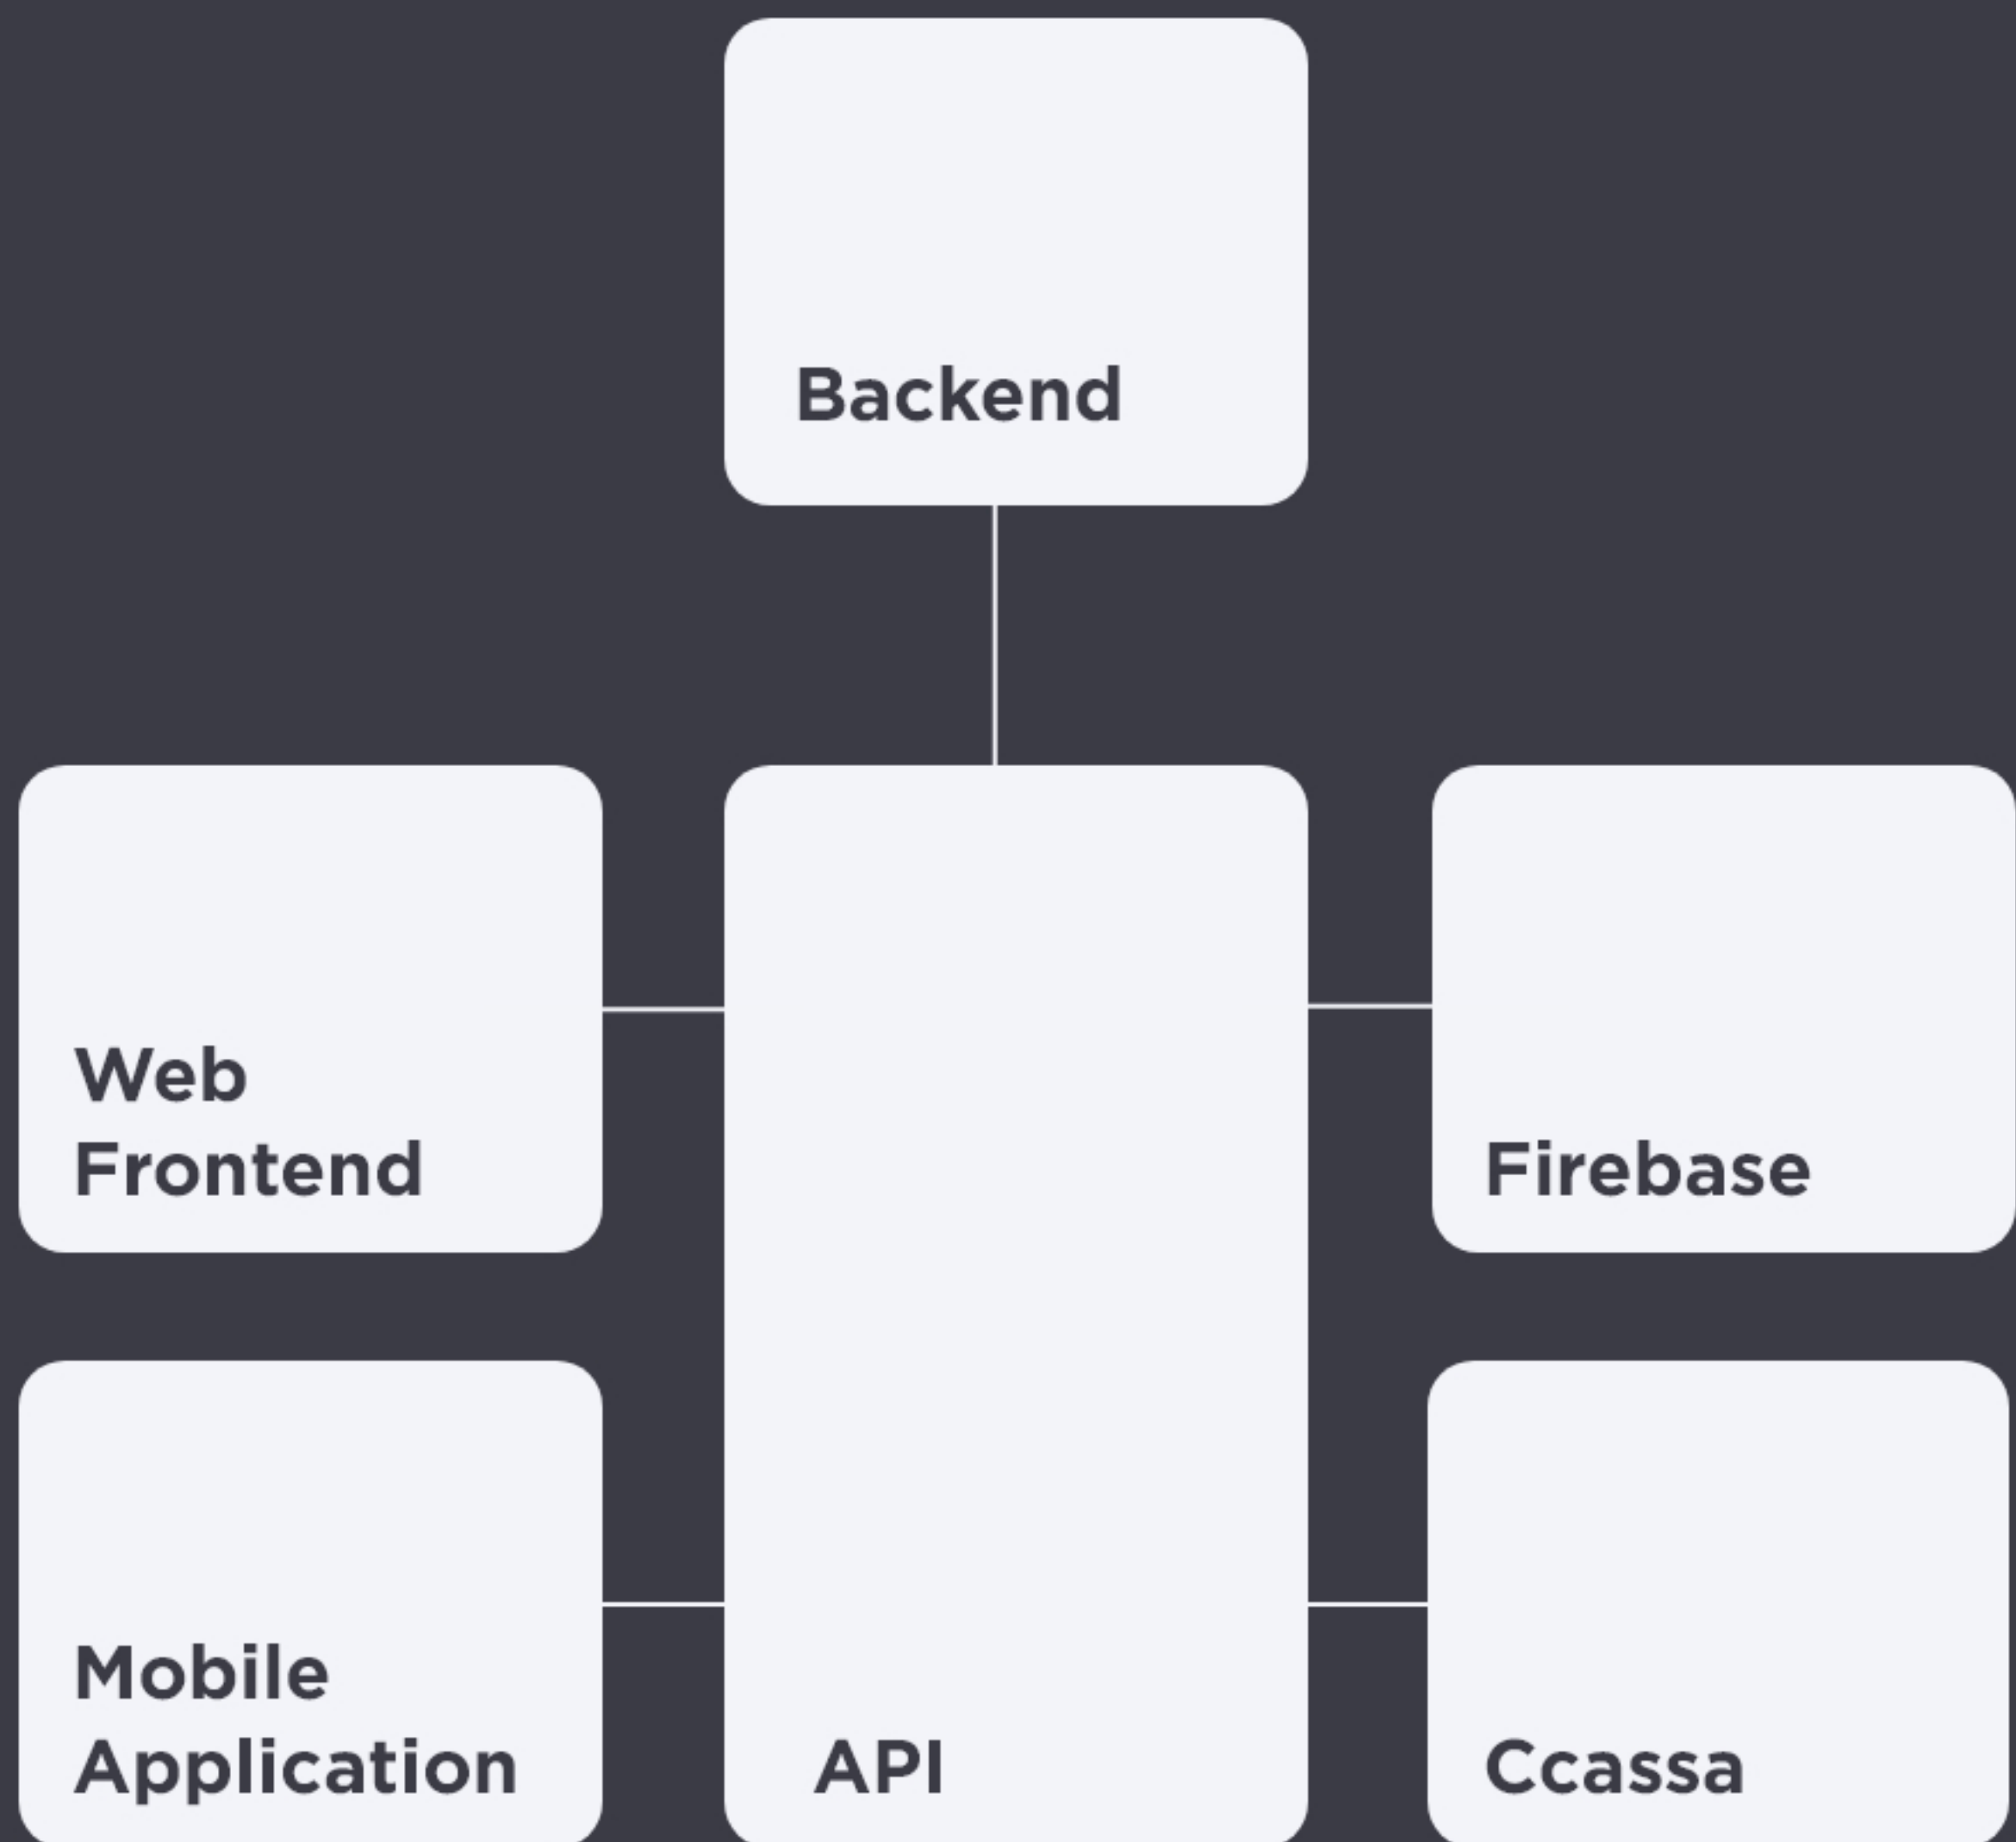 Backend
Web
Frontend
Firebase
Mobile
Application
API
Ccassa